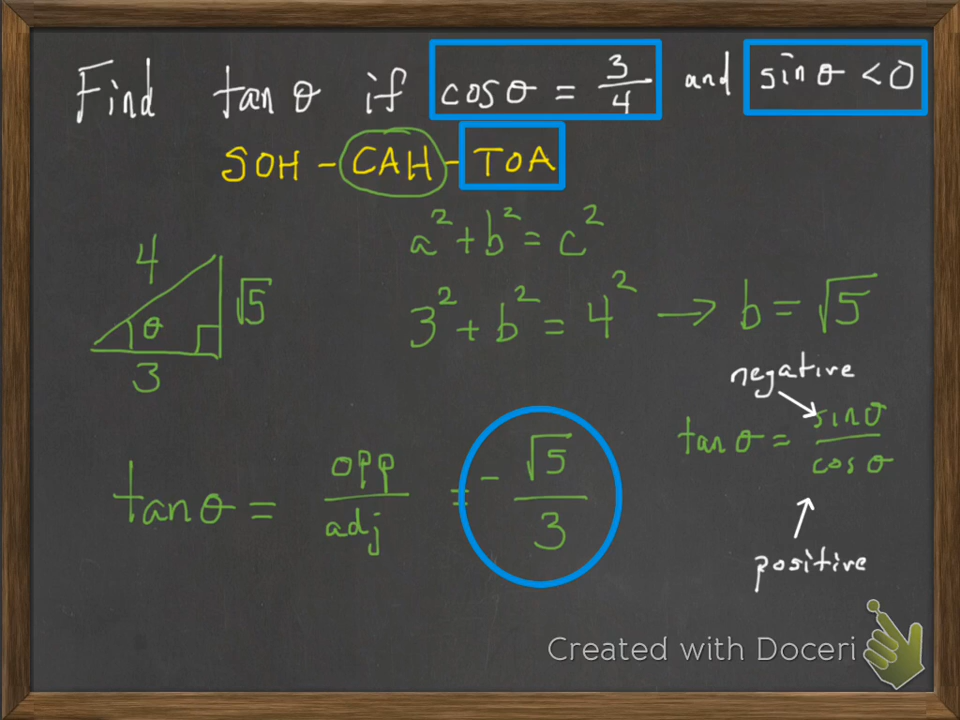 Find tan θ if cos θ = 3/4 and sin θ < 0
SOH - CAH - TOA
a² + b² = c²
3² + b² = 4² → b = √5
4
θ
√5
3
negative
tan θ = sin θ / cos θ
positive
tan θ = opp/adj = - √5/3
Created with Doceri